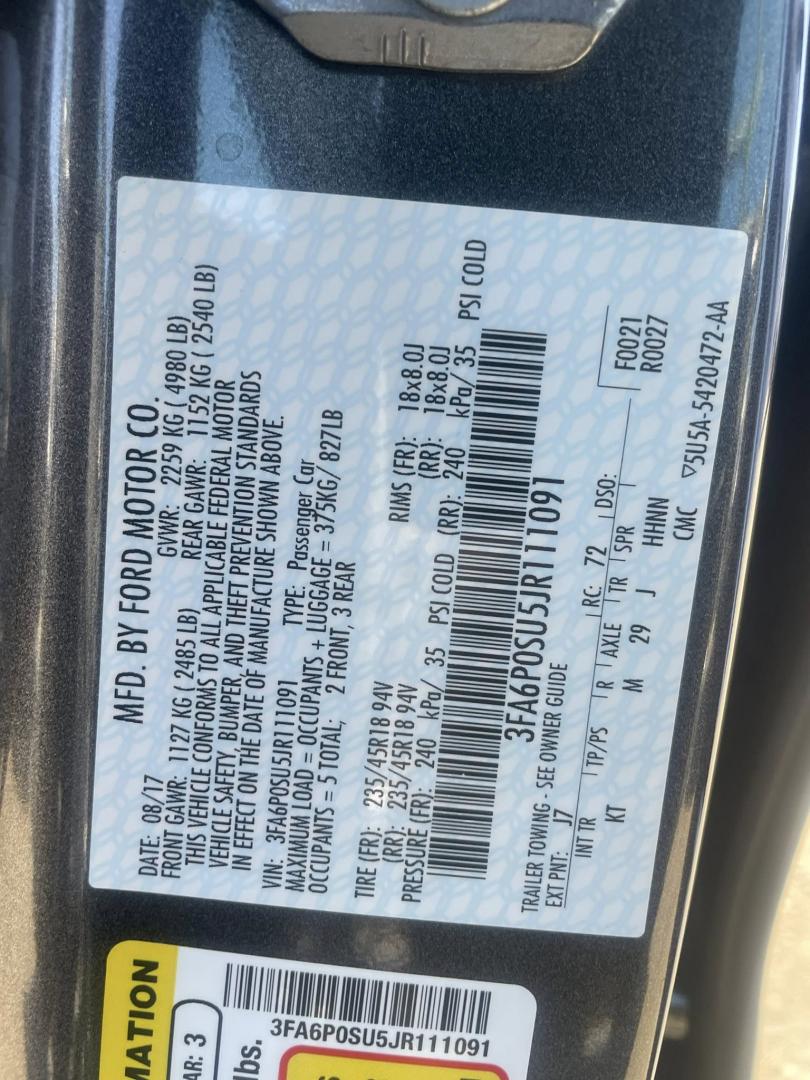 MFD. BY FORD MOTOR CO.
DATE: 08/17 GVWR: 2259 KG ( 4980 LB)
FRONT GAWR: 1127 KG ( 2485 LB) REAR GAWR: 1152 KG ( 2540 LB)
THIS VEHICLE CONFORMS TO ALL APPLICABLE FEDERAL MOTOR
VEHICLE SAFETY, BUMPER, AND THEFT PREVENTION STANDARDS
IN EFFECT ON THE DATE OF MANUFACTURE SHOWN ABOVE.
VIN: 3FA6P0SU5JR111091 TYPE: Passenger Car
MAXIMUM LOAD = OCCUPANTS + LUGGAGE = 375KG/ 827LB
OCCUPANTS = 5 TOTAL; 2 FRONT, 3 REAR
TIRE (FR): 235/45R18 94V RIMS (FR): 18x8.0J
(RR): 235/45R18 94V (RR): 18x8.0J
PRESSURE (FR): 240 kPa/ 35 PSI COLD (RR): 240 kPa/ 35 PSI COLD
3FA6P0SU5JR111091
TRAILER TOWING - SEE OWNER GUIDE
EXT PNT: J7 RC: 72 DSO: F0021
INT TR TP/PS R AXLE TR SPR R0027
KT M 29 J HHNN
CMC ▽5U5A-5420472-AA
MATION
AR: 3
lbs.
3FA6P0SU5JR111091